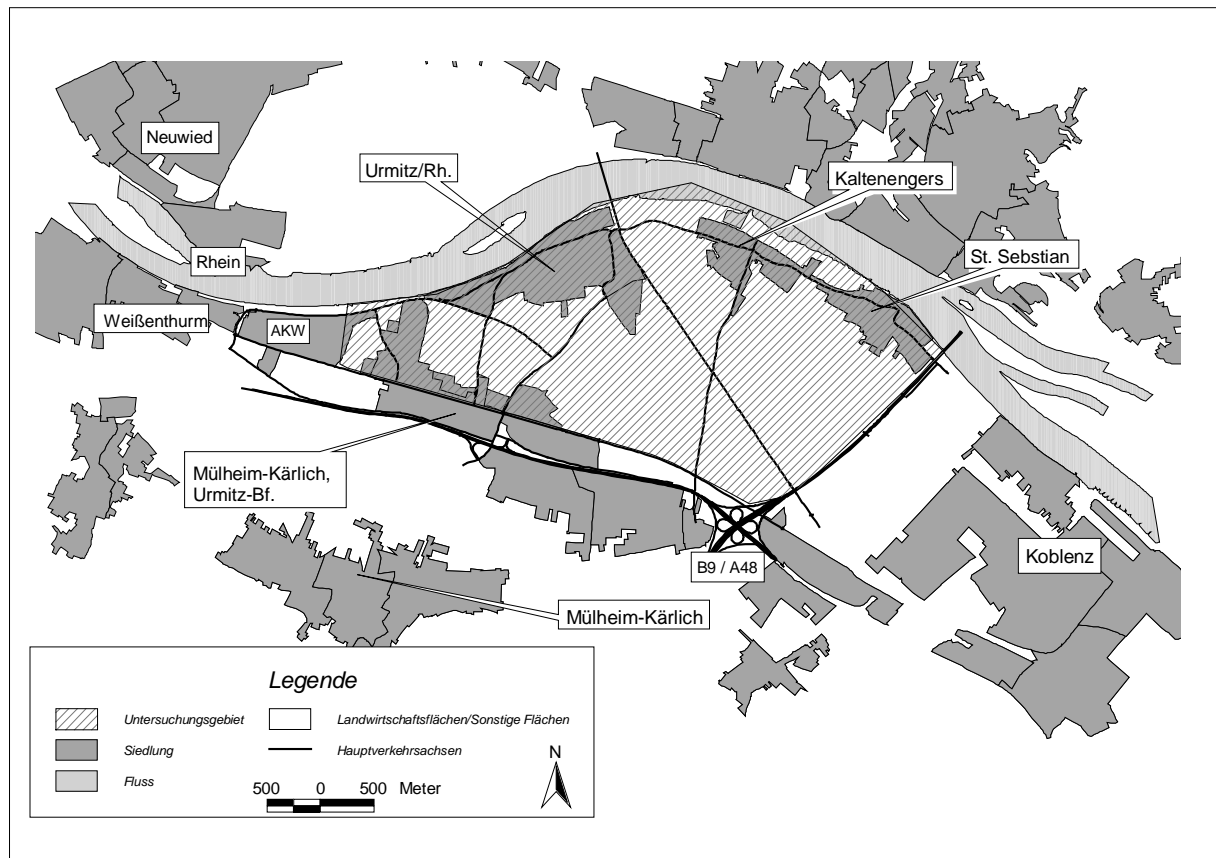 Neuwied
Urmitz/Rh.
Kaltenengers
St. Sebstian
Rhein
Weißenthurm
AKW
Mülheim-Kärlich,
Urmitz-Bf.
B9 / A48
Koblenz
Mülheim-Kärlich
Legende
Untersuchungsgebiet
Landwirtschaftsflächen/Sonstige Flächen
Siedlung
Hauptverkehrsachsen
Fluss
N
500 0 500 Meter